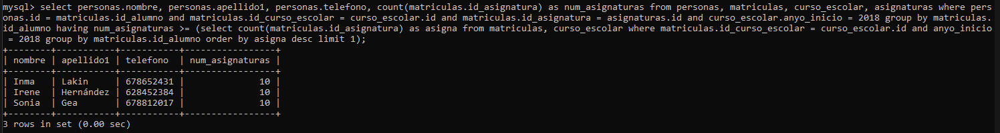 mysql> select personas.nombre, personas.apellido1, personas.telefono, count(matriculas.id_asignatura) as num_asignaturas from personas, matriculas, curso_escolar, asignaturas where pers
onas.id = matriculas.id_alumno and matriculas.id_curso_escolar = curso_escolar.id and matriculas.id_asignatura = asignaturas.id and curso_escolar.anyo_inicio = 2018 group by matriculas.
id_alumno having num_asignaturas >= (select count(matriculas.id_asignatura) as asigna from matriculas, curso_escolar where matriculas.id_curso_escolar = curso_escolar.id and anyo_inicio
 = 2018 group by matriculas.id_alumno order by asigna desc limit 1);
+--------+-----------+-----------+-----------------+
| nombre | apellido1 | telefono  | num_asignaturas |
+--------+-----------+-----------+-----------------+
| Inma   | Lakin     | 678652431 |              10 |
| Irene  | Hernández | 628452384 |              10 |
| Sonia  | Gea       | 678812017 |              10 |
+--------+-----------+-----------+-----------------+
3 rows in set (0.00 sec)